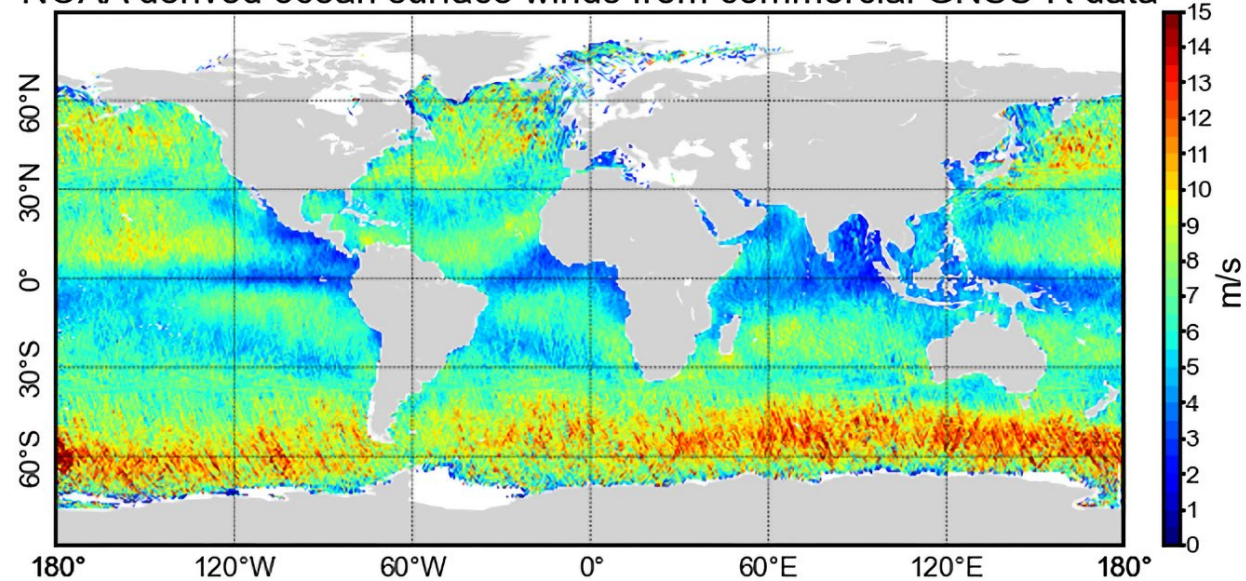 NOAA derived ocean surface winds from commercial GNSS-R data
15
14
13
12
11
10
9
8
7
6
5
4
3
2
1
0
m/s
60°N
30°N
0°
30°S
60°S
180° 120°W 60°W 0° 60°E 120°E 180°